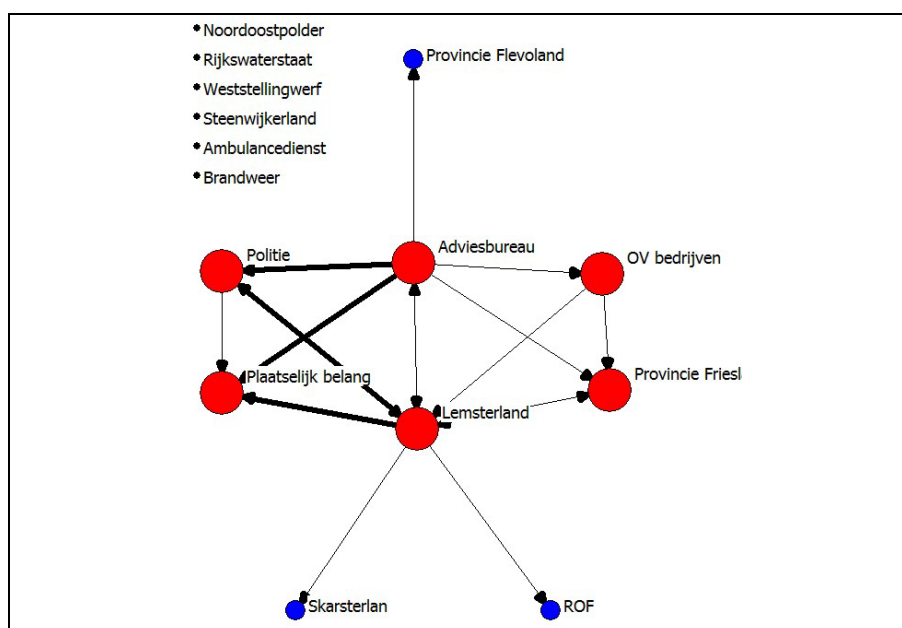 Noordoostpolder
Rijkswaterstaat
Weststellingwerf
Steenwijkerland
Ambulancedienst
Brandweer
Provincie Flevoland
Politie
Adviesbureau
OV bedrijven
Plaatselijk belang
Provincie Friesl
Lemsterland
Skarsterlan
ROF